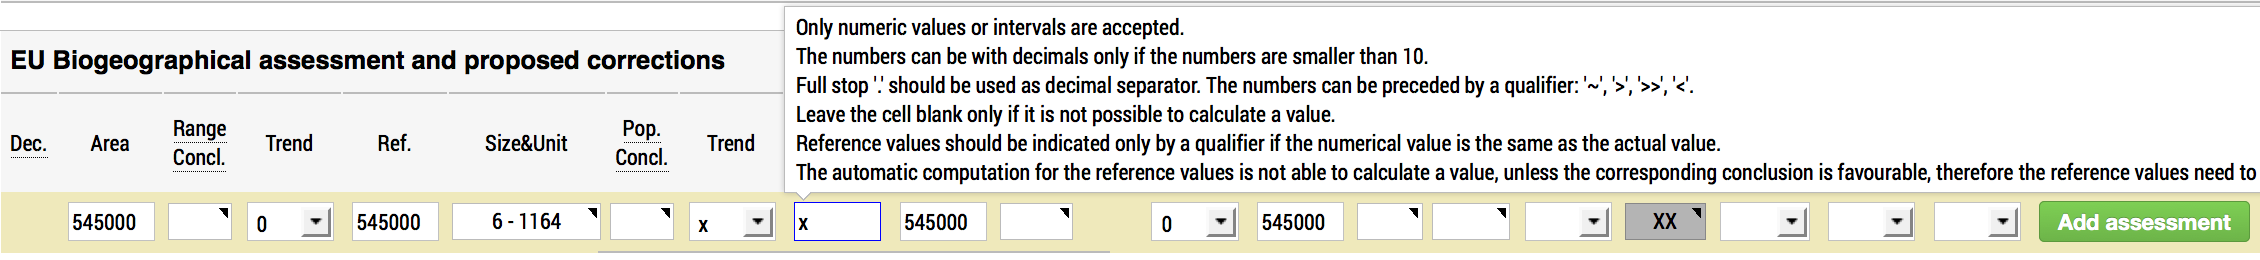 Only numeric values or intervals are accepted.
The numbers can be with decimals only if the numbers are smaller than 10.
Full stop '.' should be used as decimal separator. The numbers can be preceded by a qualifier: '~', '>', '>>', '<'.
Leave the cell blank only if it is not possible to calculate a value.
Reference values should be indicated only by a qualifier if the numerical value is the same as the actual value.
The automatic computation for the reference values is not able to calculate a value, unless the corresponding conclusion is favourable, therefore the reference values need to
EU Biogeographical assessment and proposed corrections
Dec. Area Range Concl. Trend Ref. Size&Unit Pop. Concl. Trend
545000 0 545000 6 - 1164 x x 545000 0 545000 XX Add assessment